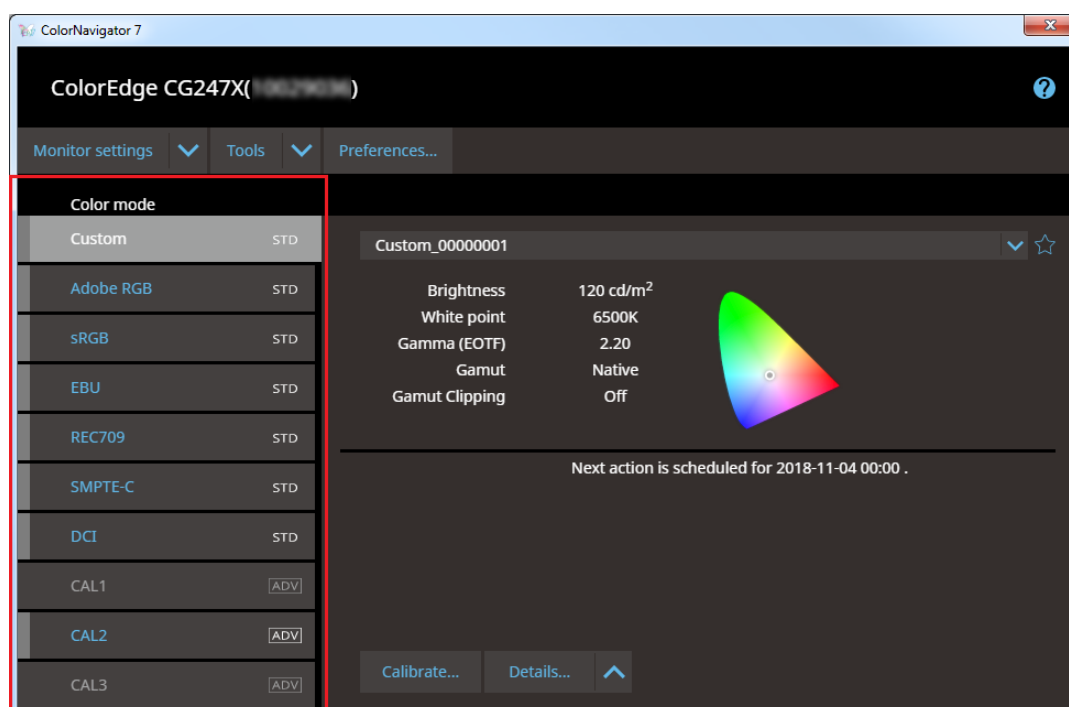 ColorNavigator 7
ColorEdge CG247X( )
Monitor settings Tools Preferences...
Color mode
Custom STD
Adobe RGB STD
sRGB STD
EBU STD
REC709 STD
SMPTE-C STD
DCI STD
CAL1 ADV
CAL2 ADV
CAL3 ADV
Custom_00000001
Brightness 120 cd/m²
White point 6500K
Gamma (EOTF) 2.20
Gamut Native
Gamut Clipping Off
Next action is scheduled for 2018-11-04 00:00 .
Calibrate... Details...